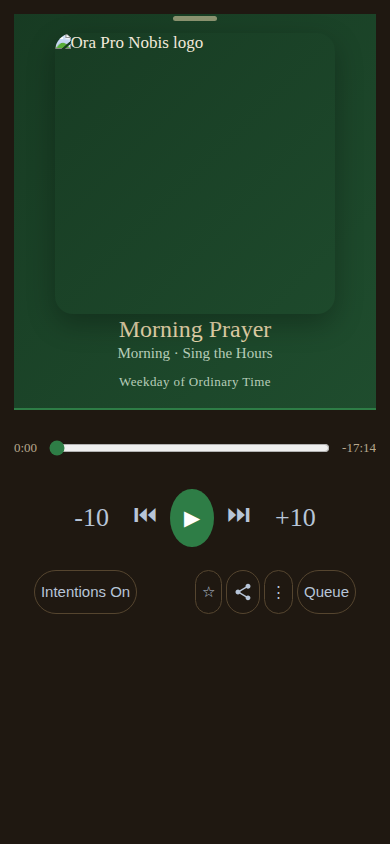 Ora Pro Nobis logo
Morning Prayer
Morning · Sing the Hours
Weekday of Ordinary Time
0:00 -17:14
-10 +10
Intentions On Queue